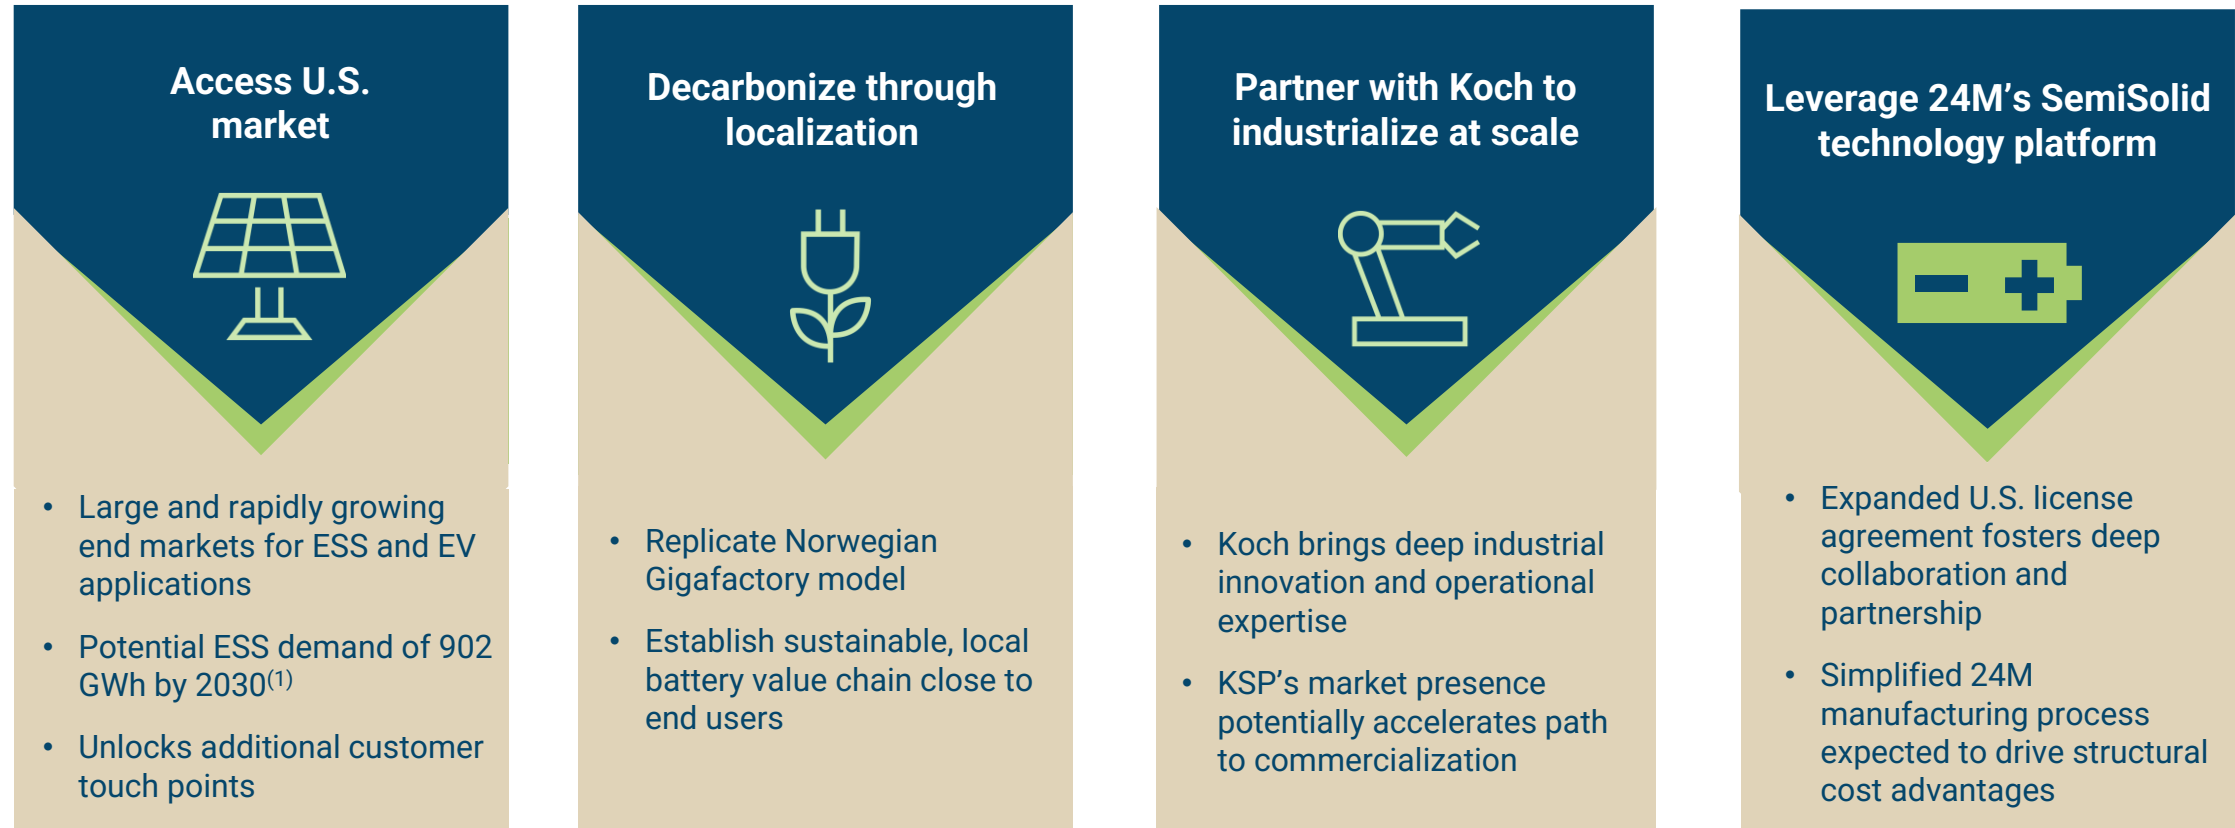 Access U.S.
market
• Large and rapidly growing
end markets for ESS and EV
applications
• Potential ESS demand of 902
GWh by 2030(1)
• Unlocks additional customer
touch points
Decarbonize through
localization
• Replicate Norwegian
Gigafactory model
• Establish sustainable, local
battery value chain close to
end users
Partner with Koch to
industrialize at scale
• Koch brings deep industrial
innovation and operational
expertise
• KSP’s market presence
potentially accelerates path
to commercialization
Leverage 24M’s SemiSolid
technology platform
• Expanded U.S. license
agreement fosters deep
collaboration and
partnership
• Simplified 24M
manufacturing process
expected to drive structural
cost advantages